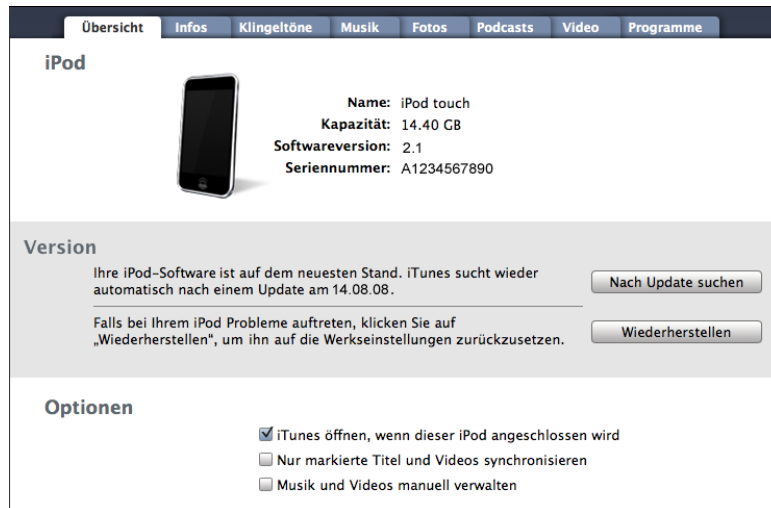 Übersicht Infos Klingeltöne Musik Fotos Podcasts Video Programme
iPod
Name: iPod touch
Kapazität: 14.40 GB
Softwareversion: 2.1
Seriennummer: A1234567890
Version
Ihre iPod-Software ist auf dem neuesten Stand. iTunes sucht wieder
automatisch nach einem Update am 14.08.08.
Nach Update suchen
Falls bei Ihrem iPod Probleme auftreten, klicken Sie auf
„Wiederherstellen“, um ihn auf die Werkseinstellungen zurückzusetzen.
Wiederherstellen
Optionen
iTunes öffnen, wenn dieser iPod angeschlossen wird
Nur markierte Titel und Videos synchronisieren
Musik und Videos manuell verwalten